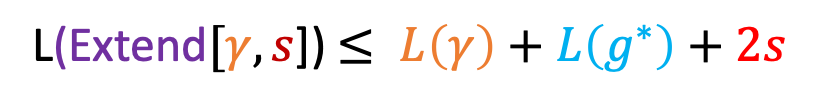 L(Extend[γ, s]) ≤ L(γ) + L(g*) + 2s